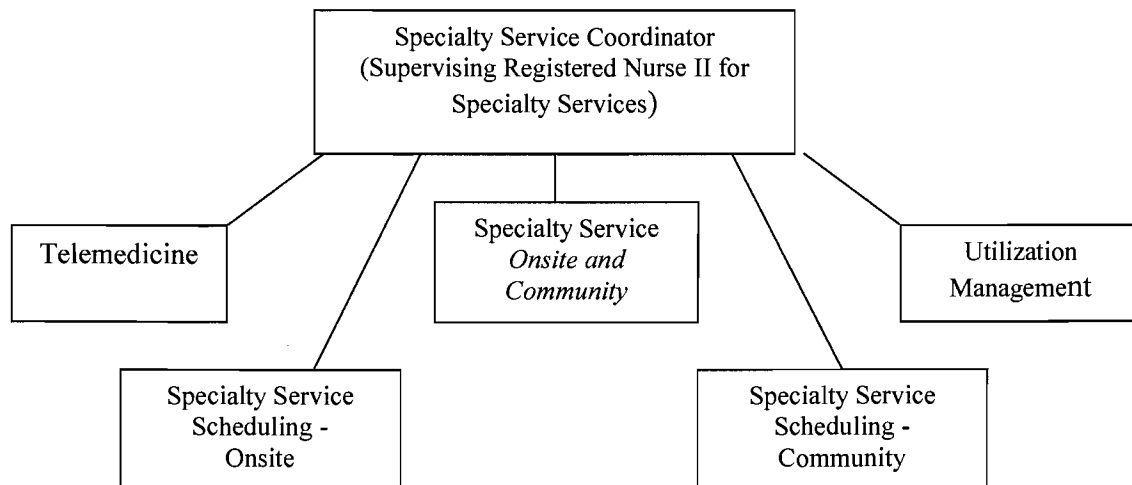 Specialty Service Coordinator
(Supervising Registered Nurse II for
Specialty Services)
Telemedicine
Specialty Service
Onsite and
Community
Utilization
Management
Specialty Service
Scheduling -
Onsite
Specialty Service
Scheduling -
Community